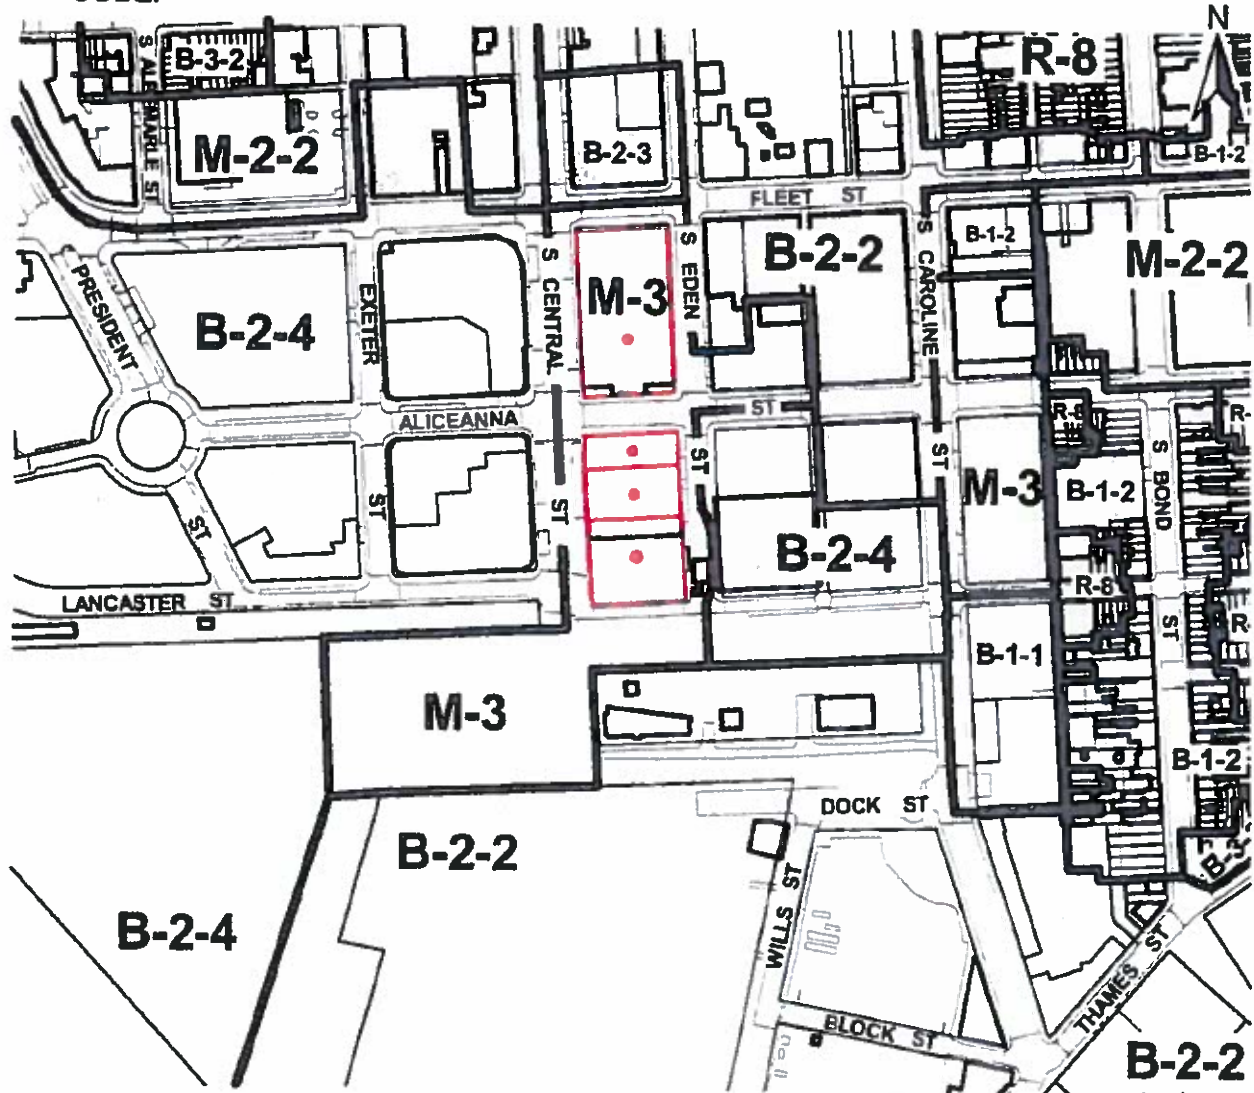 N
B-3-2
R-8
S ALBEMARLE ST
M-2-2
B-2-3
B-1-2
FLEET ST
S
CENTRAL
ST
S
EDEN
ST
S
CAROLINE
ST
B-1-2
B-2-2
M-2-2
PRESIDENT
ST
EXETER
ST
M-3
B-2-4
ALICEANNA
ST
R-8
R-
S
BOND
ST
M-3
B-1-2
B-2-4
R-8
LANCASTER ST
R-
B-1-1
M-3
B-1-2
DOCK ST
B-2-2
WILLS ST
B-2-4
THAMES ST
BLOCK ST
B-2-2